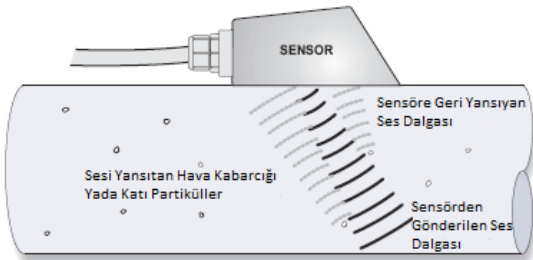 SENSOR
Sensöre Geri Yansıyan
Ses Dalgası
Sesi Yansıtan Hava Kabarcığı
Yada Katı Partiküller
Sensörden
Gönderilen Ses
Dalgası